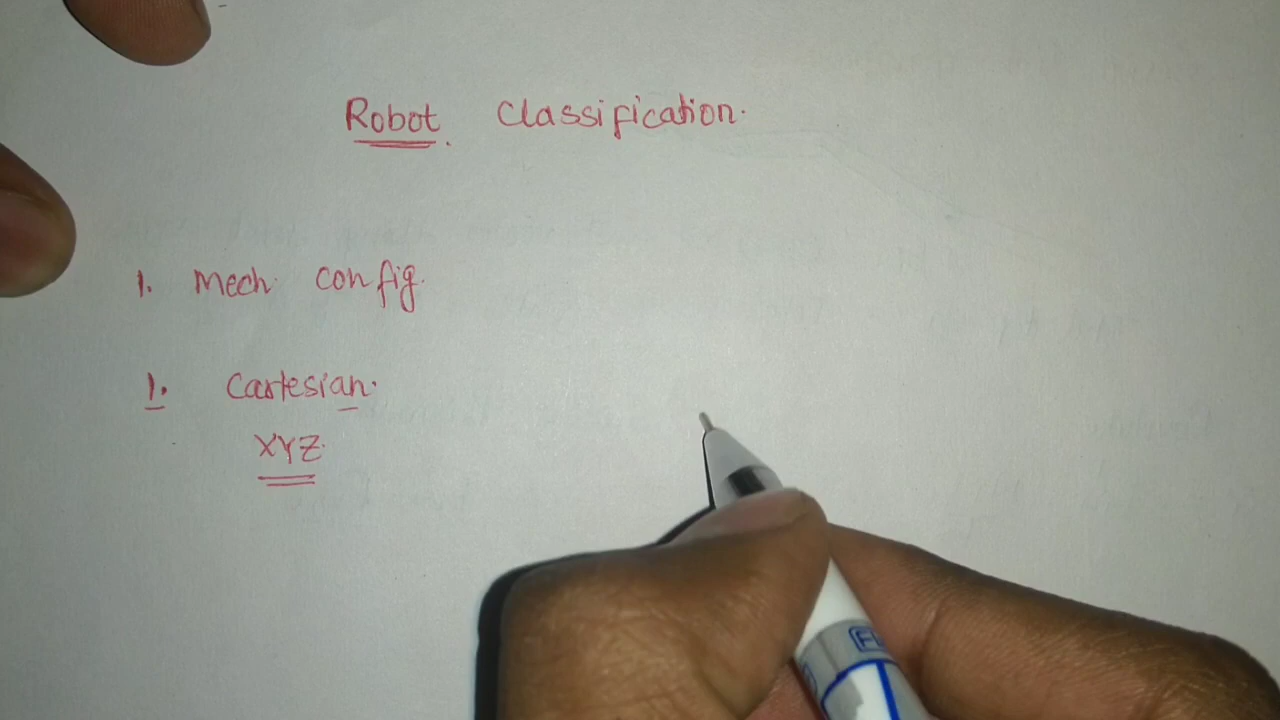 Robot. Classification.
1. Mech. config.
1. Cartesian.
XYZ.